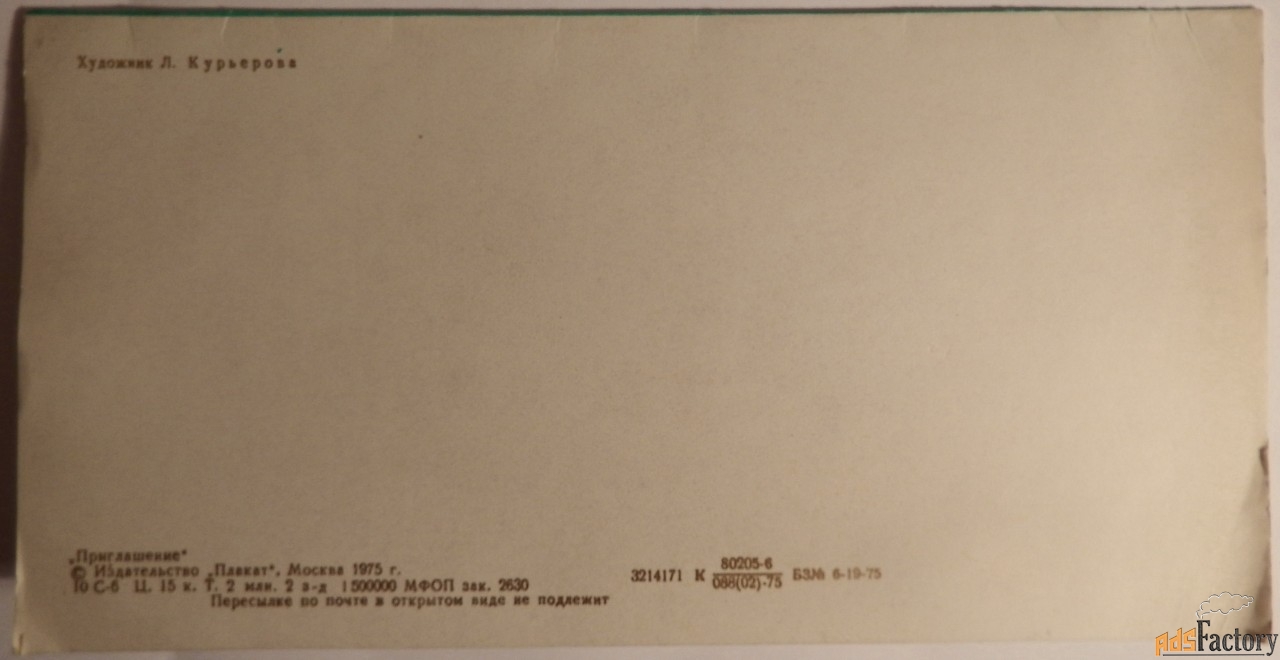 Художник Л. Курьерова
„Приглашение“
© Издательство „Плакат“, Москва 1975 г.
10 С-6 Ц. 15 к. Т. 2 млн. 2 з-д 1500000 МФОП зак. 2630
Пересылке по почте в открытом виде не подлежит
3214171 К 80205-6
088(02)-75 БЗ№ 6-19-75
adsFactory